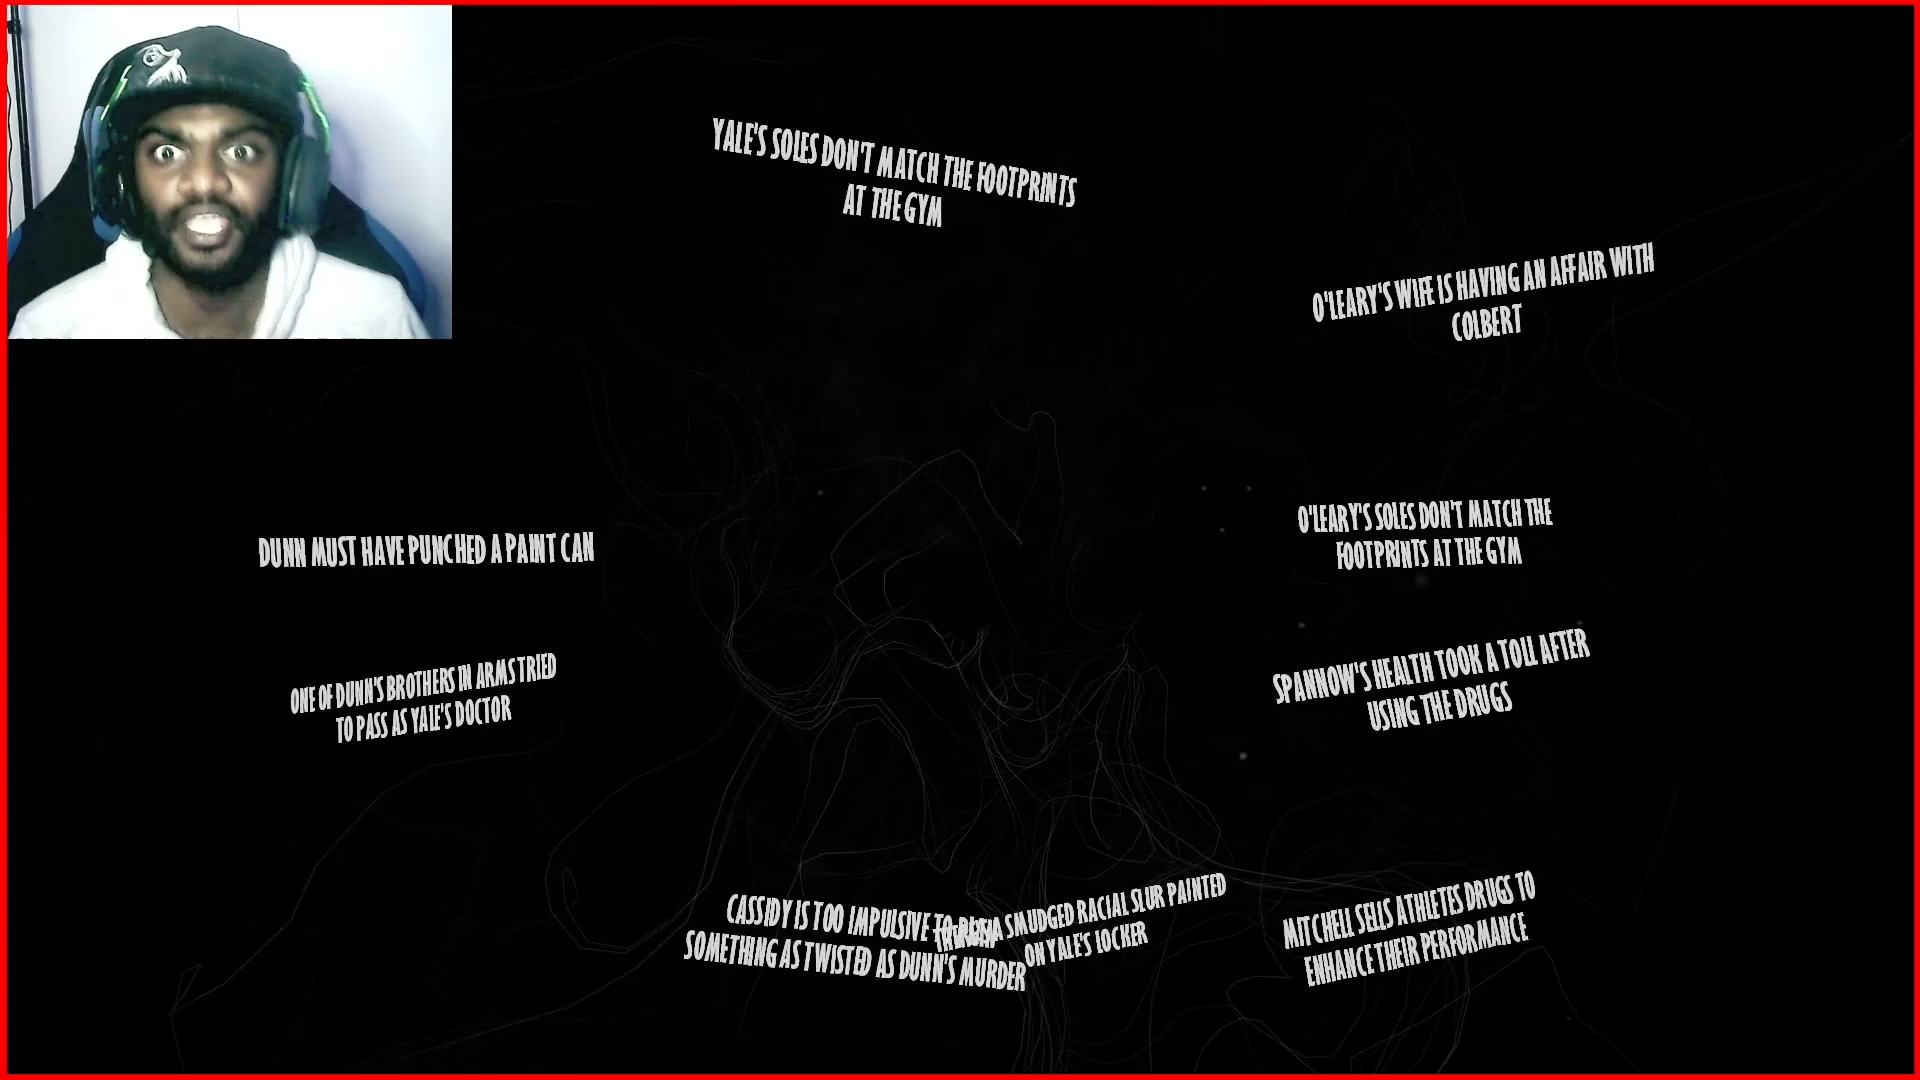 YALE'S SOLES DON'T MATCH THE FOOTPRINTS
AT THE GYM
O'LEARY'S WIFE IS HAVING AN AFFAIR WITH
COLBERT
DUNN MUST HAVE PUNCHED A PAINT CAN
O'LEARY'S SOLES DON'T MATCH THE
FOOTPRINTS AT THE GYM
ONE OF DUNN'S BROTHERS IN ARMS TRIED
TO PASS AS YALE'S DOCTOR
SPANNOW'S HEALTH TOOK A TOLL AFTER
USING THE DRUGS
CASSIDY IS TOO IMPULSIVE TO
SOMETHING AS TWISTED AS DUNN'S MURDER
A SMUDGED RACIAL SLUR PAINTED
ON YALE'S LOCKER
MITCHELL SELLS ATHLETES DRUGS TO
ENHANCE THEIR PERFORMANCE